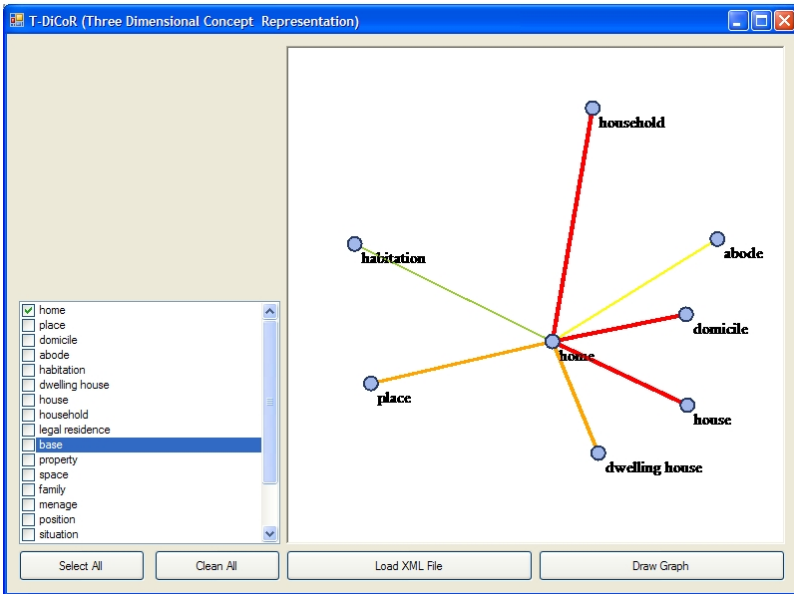 T-DiCoR (Three Dimensional Concept Representation)
household
abode
habitation
domicile
home
place
house
dwelling house
home
place
domicile
abode
habitation
dwelling house
house
household
legal residence
base
property
space
family
menage
position
situation
Select All
Clean All
Load XML File
Draw Graph